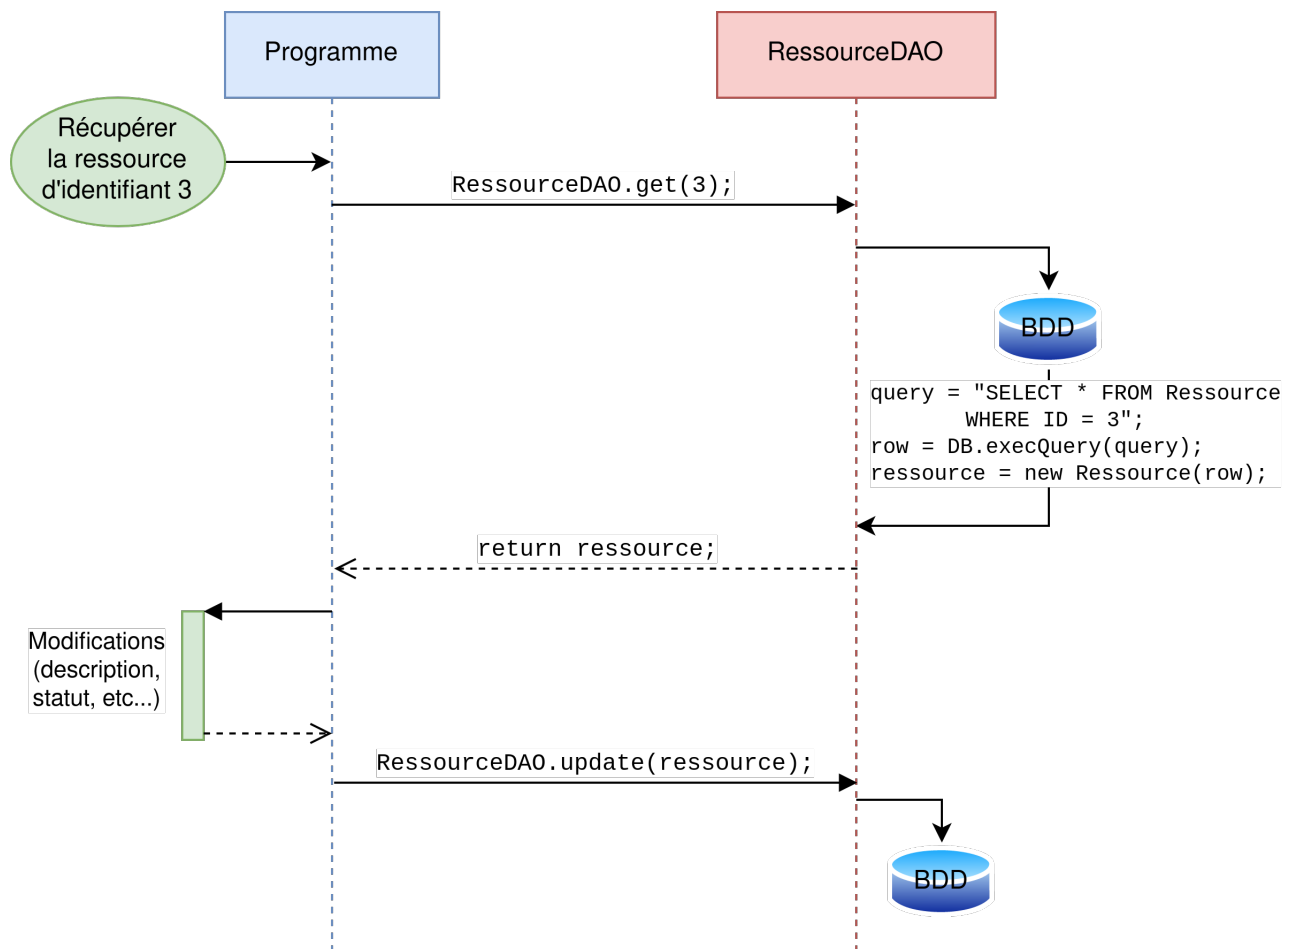 Programme
RessourceDAO
Récupérer
la ressource
d'identifiant 3
RessourceDAO.get(3);
BDD
query = "SELECT * FROM Ressource
WHERE ID = 3";
row = DB.execQuery(query);
ressource = new Ressource(row);
return ressource;
Modifications
(description,
statut, etc...)
RessourceDAO.update(ressource);
BDD